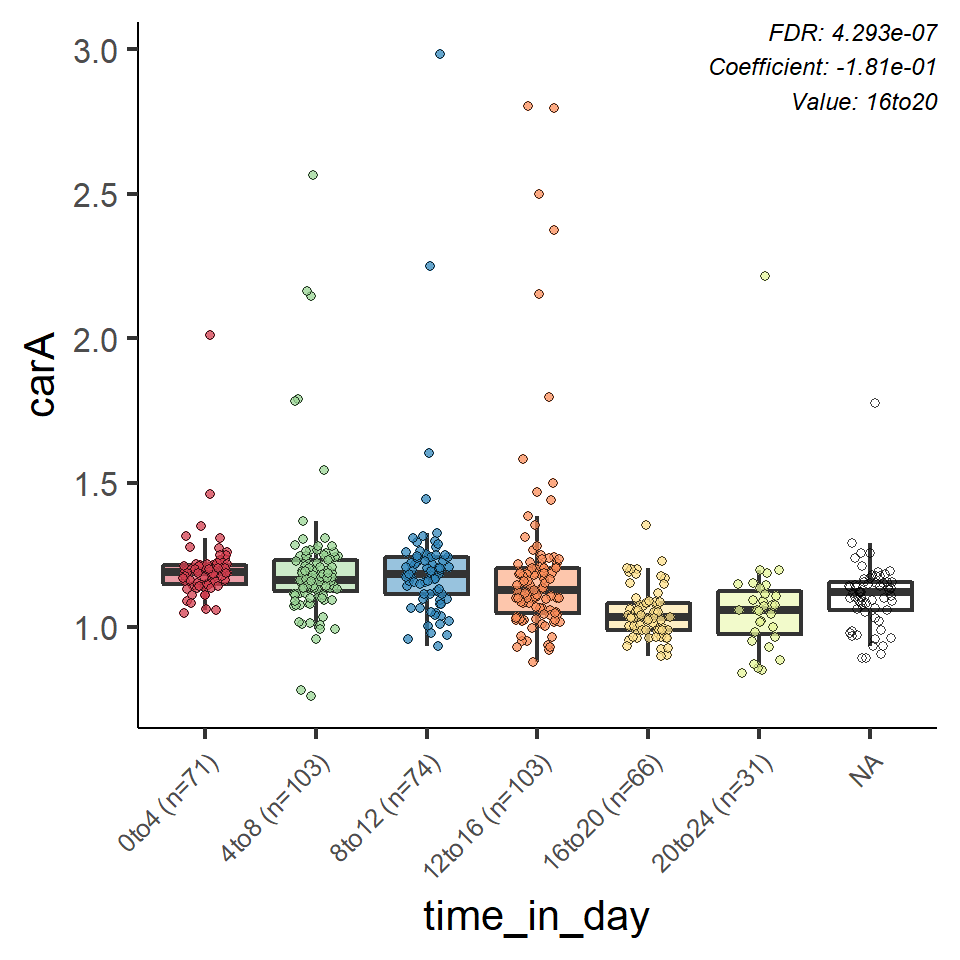 FDR: 4.293e-07
Coefficient: -1.81e-01
Value: 16to20
3.0
2.5
2.0
1.5
1.0
carA
0to4 (n=71)
4to8 (n=103)
8to12 (n=74)
12to16 (n=103)
16to20 (n=66)
20to24 (n=31)
NA
time_in_day